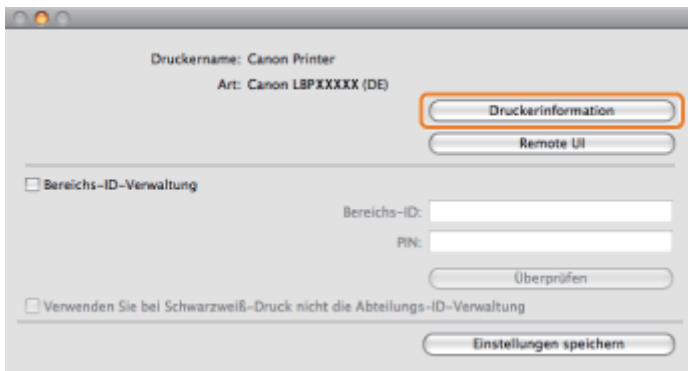 Druckername: Canon Printer
Art: Canon LBPXXXXX (DE)
Druckerinformation
Remote UI
Bereichs-ID-Verwaltung
Bereichs-ID:
PIN:
Überprüfen
Verwenden Sie bei Schwarzweiß-Druck nicht die Abteilungs-ID-Verwaltung
Einstellungen speichern